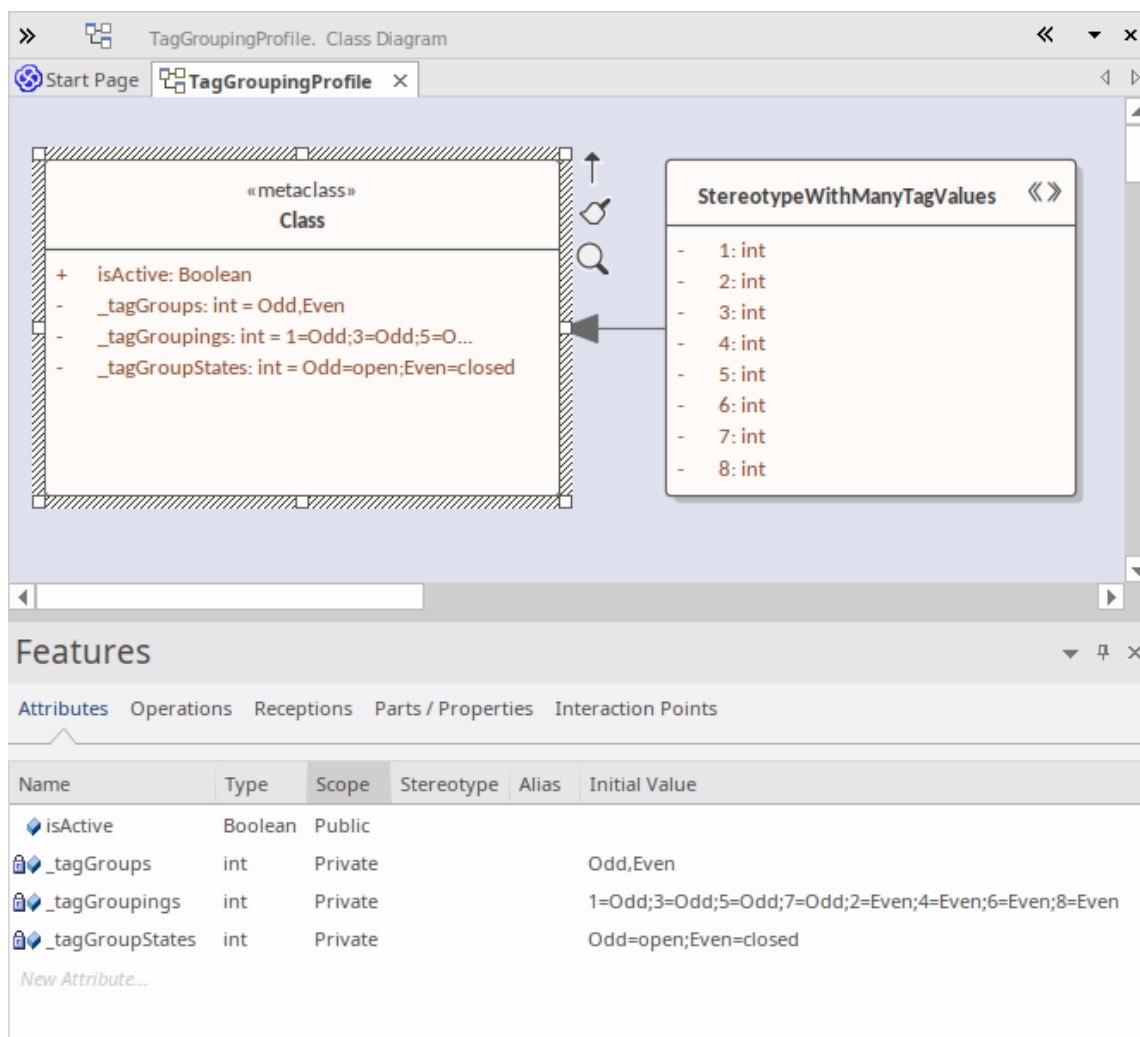 TagGroupingProfile. Class Diagram
Start Page TagGroupingProfile
«metaclass»
Class
+ isActive: Boolean
- _tagGroups: int = Odd,Even
- _tagGroupings: int = 1=Odd;3=Odd;5=O...
- _tagGroupStates: int = Odd=open;Even=closed
StereotypeWithManyTagValues «»
- 1: int
- 2: int
- 3: int
- 4: int
- 5: int
- 6: int
- 7: int
- 8: int
Features
Attributes Operations Receptions Parts / Properties Interaction Points
Name Type Scope Stereotype Alias Initial Value
isActive Boolean Public
_tagGroups int Private Odd,Even
_tagGroupings int Private 1=Odd;3=Odd;5=Odd;7=Odd;2=Even;4=Even;6=Even;8=Even
_tagGroupStates int Private Odd=open;Even=closed
New Attribute...